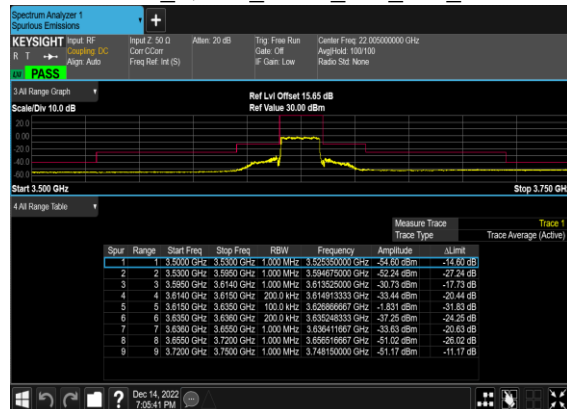 Spectrum Analyzer 1
Spurious Emissions
KEYSIGHT Input: RF Input Z: 50 Ω Atten: 20 dB Trig: Free Run Center Freq: 22.005000000 GHz
R T Coupling: DC Corr CCorr Gate: Off Avg|Hold: 100/100
Align: Auto Freq Ref: Int (S) IF Gain: Low Radio Std: None
PASS
3 All Range Graph Ref Lvl Offset 15.65 dB
Scale/Div 10.0 dB Ref Value 30.00 dBm
20.0
0.00
-20.0
-40.0
-60.0
Start 3.500 GHz Stop 3.750 GHz
4 All Range Table
Measure Trace Trace 1
Trace Type Trace Average (Active)
Spur Range Start Freq Stop Freq RBW Frequency Amplitude ΔLimit
1 1 3.5000 GHz 3.5300 GHz 1.000 MHz 3.525350000 GHz -54.60 dBm -14.60 dB
2 2 3.5300 GHz 3.5950 GHz 1.000 MHz 3.594675000 GHz -52.24 dBm -27.24 dB
3 3 3.5950 GHz 3.6140 GHz 1.000 MHz 3.613525000 GHz -30.73 dBm -17.73 dB
4 4 3.6140 GHz 3.6150 GHz 200.0 kHz 3.614913333 GHz -33.44 dBm -20.44 dB
5 5 3.6150 GHz 3.6350 GHz 100.0 kHz 3.626866667 GHz -1.831 dBm -31.83 dB
6 6 3.6350 GHz 3.6360 GHz 200.0 kHz 3.635248333 GHz -37.25 dBm -24.25 dB
7 7 3.6360 GHz 3.6550 GHz 1.000 MHz 3.636411667 GHz -33.63 dBm -20.63 dB
8 8 3.6550 GHz 3.7200 GHz 1.000 MHz 3.656516667 GHz -51.02 dBm -26.02 dB
9 9 3.7200 GHz 3.7500 GHz 1.000 MHz 3.748150000 GHz -51.17 dBm -11.17 dB
Dec 14, 2022
7:05:41 PM